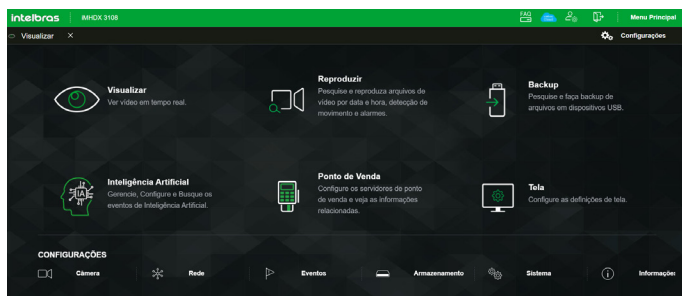 intelbras iMHDX 3108 FAQ Menu Principal
Visualizar × Configurações
Visualizar
Ver vídeo em tempo real.
Reproduzir
Pesquise e reproduza arquivos de
vídeo por data e hora, detecção de
movimento e alarmes.
Backup
Pesquise e faça backup de
arquivos em dispositivos USB.
Inteligência Artificial
Gerencie, Configure e Busque os
eventos de Inteligência Artificial.
IA
Ponto de Venda
Configure os servidores de ponto
de venda e veja as informações
relacionadas.
Tela
Configure as definições de tela.
CONFIGURAÇÕES
Câmera Rede Eventos Armazenamento Sistema Informações